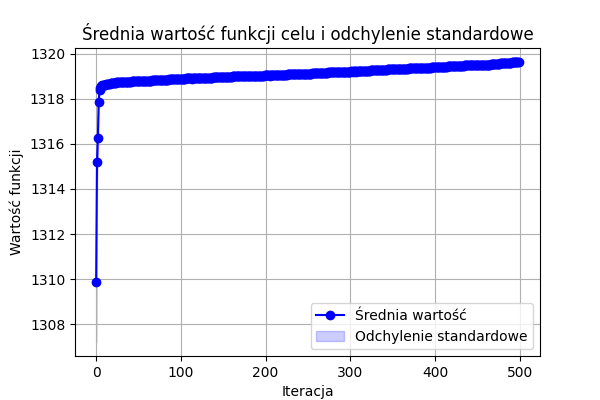 Średnia wartość funkcji celu i odchylenie standardowe
Wartość funkcji
1320
1318
1316
1314
1312
1310
1308
0 100 200 300 400 500
Iteracja
Średnia wartość
Odchylenie standardowe